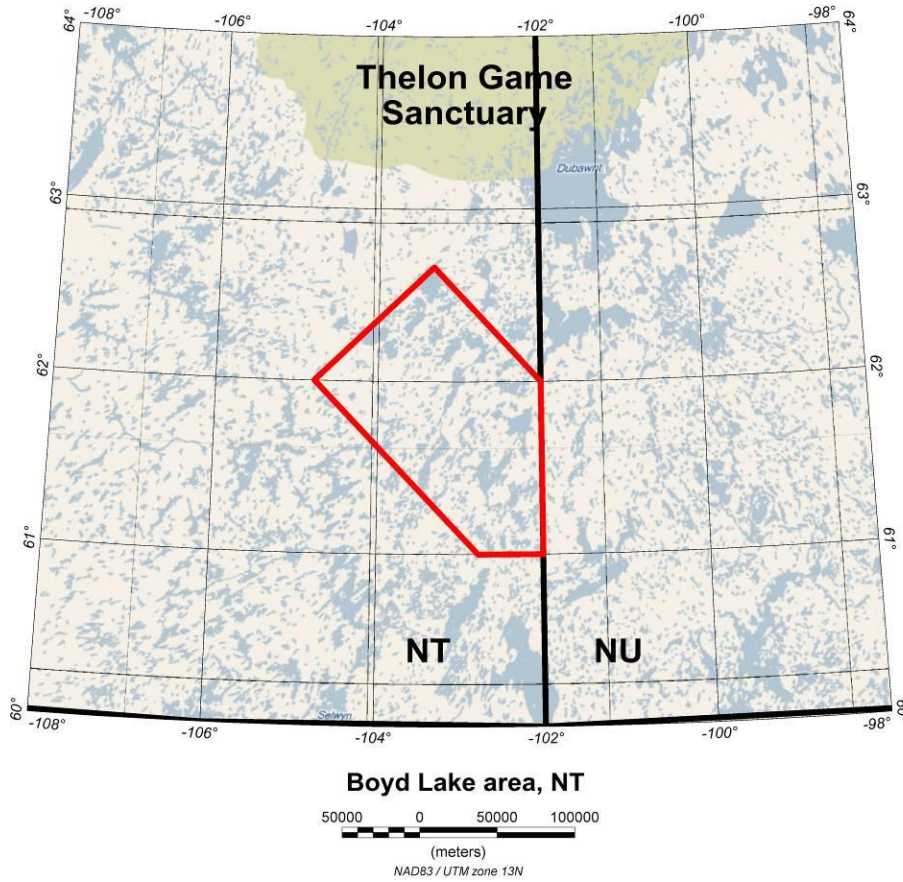 -108°
-106°
-104°
-102°
-100°
-98°
64°
64°
Thelon Game
Sanctuary
Dubawnt
63°
63°
62°
62°
61°
61°
NT
NU
60°
60
Selwyn
-108°
-106°
-104°
-102°
-100°
-98°
Boyd Lake area, NT
50000 0 50000 100000
(meters)
NAD83 / UTM zone 13N